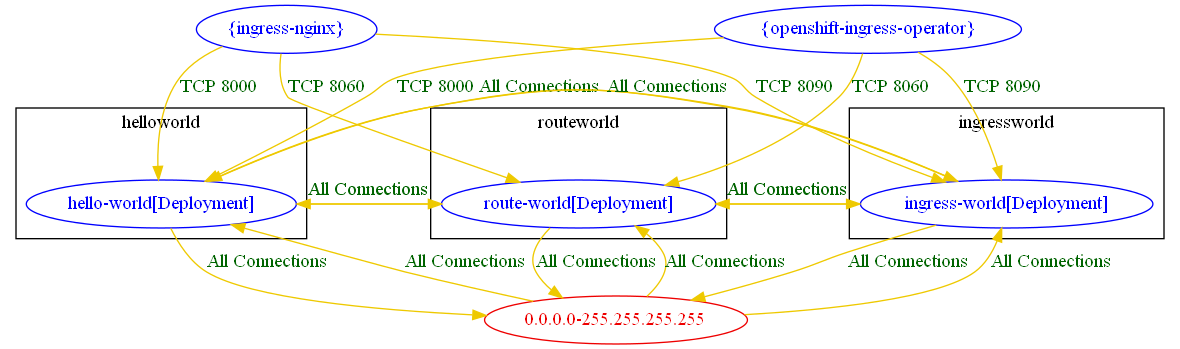 {ingress-nginx}
{openshift-ingress-operator}
TCP 8000
TCP 8060
TCP 8000
All Connections
All Connections
TCP 8090
TCP 8060
TCP 8090
helloworld
routeworld
ingressworld
All Connections
All Connections
hello-world[Deployment]
route-world[Deployment]
ingress-world[Deployment]
All Connections
All Connections
All Connections
All Connections
All Connections
All Connections
0.0.0.0-255.255.255.255